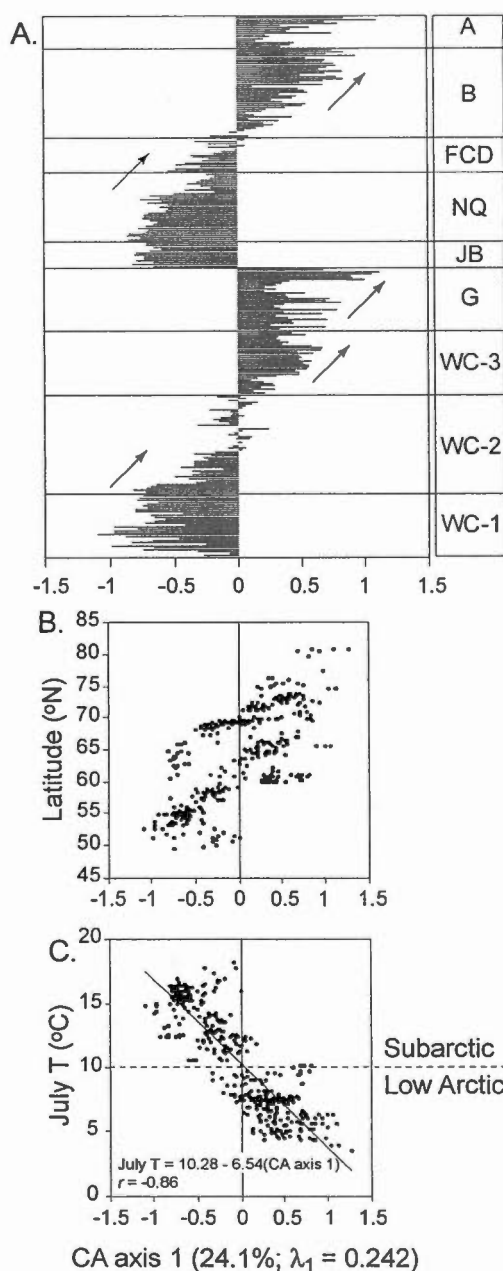 A.
A
B
FCD
NQ
JB
G
WC-3
WC-2
WC-1
-1.5 -1 -0.5 0 0.5 1 1.5
B.
Latitude (ºN)
85
80
75
70
65
60
55
50
45
-1.5 -1 -0.5 0 0.5 1 1.5
C.
July T (ºC)
20
15
10
5
0
Subarctic
Low Arctic
July T = 10.28 - 6.54(CA axis 1)
r = -0.86
-1.5 -1 -0.5 0 0.5 1 1.5
CA axis 1 (24.1%; λ1 = 0.242)